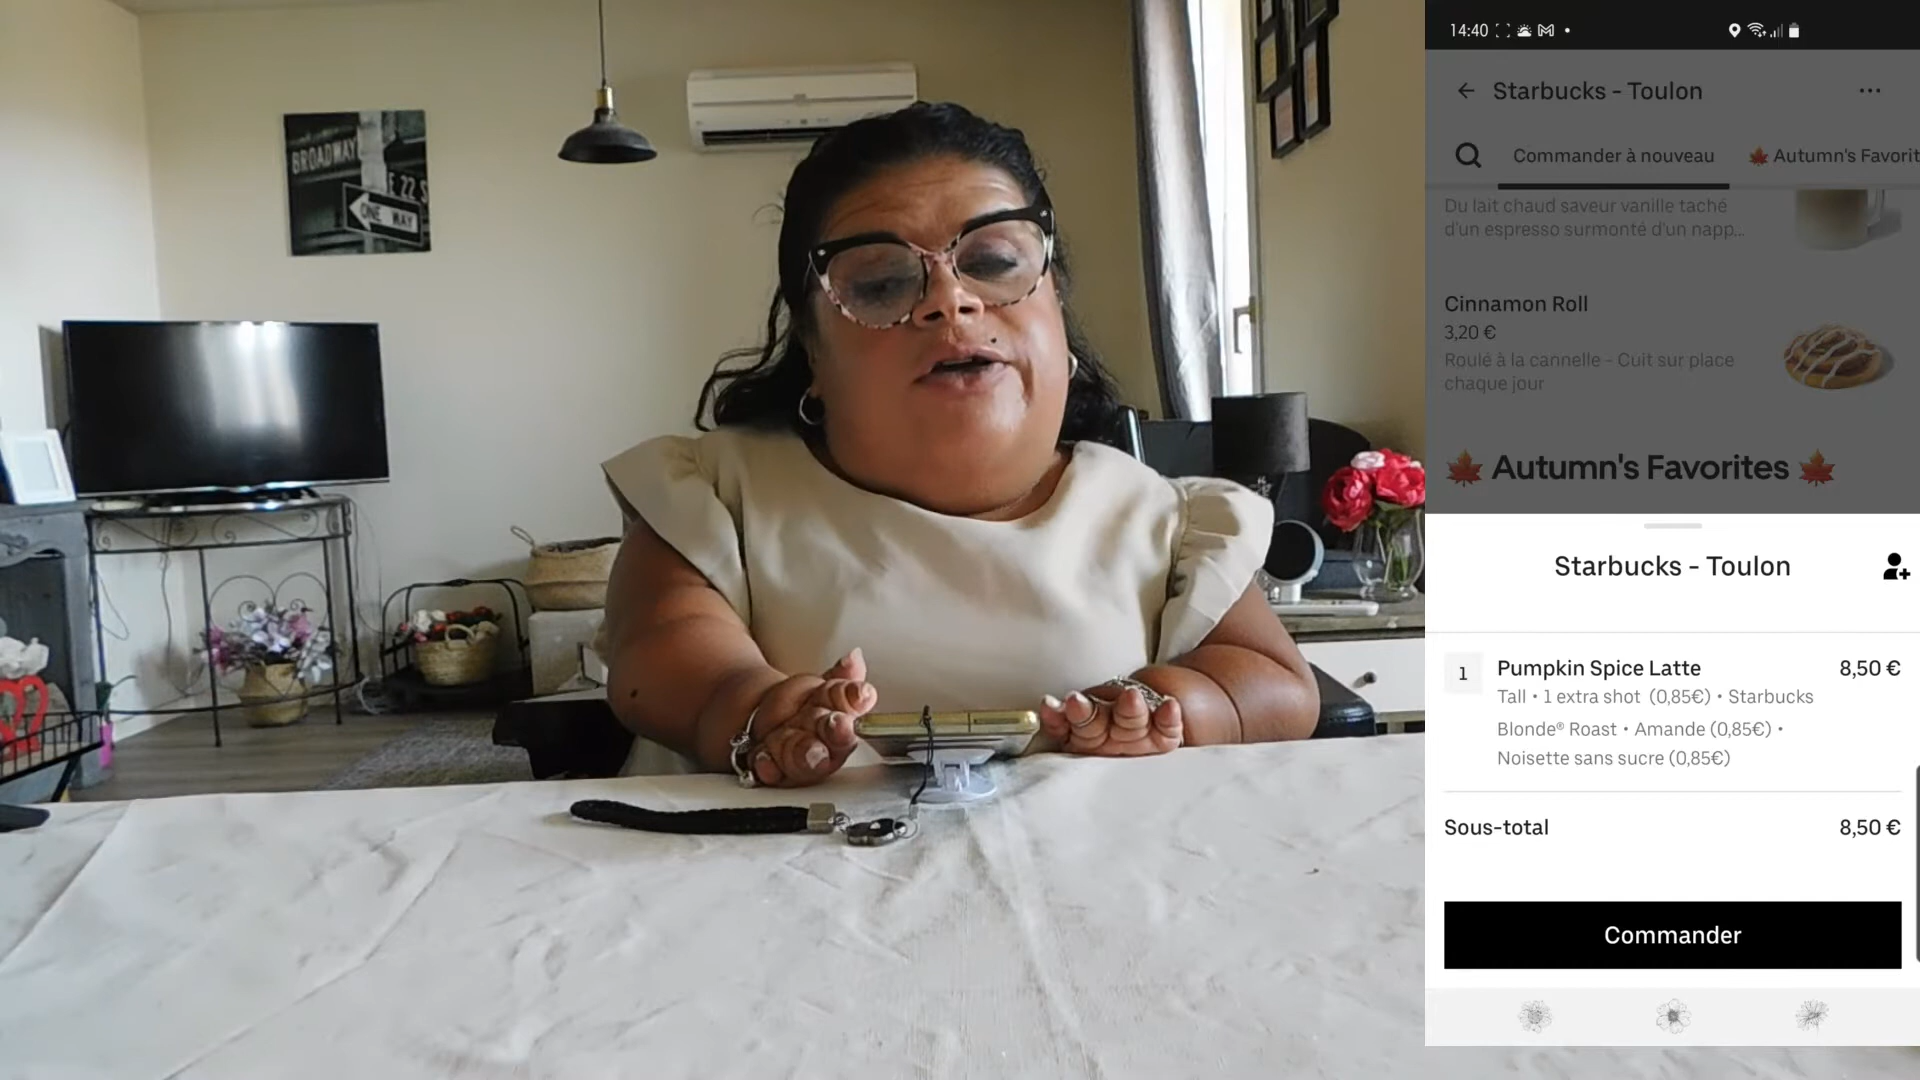 BROADWAY
E 22 S
ONE WAY
14:40
Starbucks - Toulon
Commander à nouveau
🍁 Autumn's Favorit
Du lait chaud saveur vanille taché
d'un espresso surmonté d'un napp...
Cinnamon Roll
3,20 €
Roulé à la cannelle - Cuit sur place
chaque jour
🍁 Autumn's Favorites 🍁
Starbucks - Toulon
1 Pumpkin Spice Latte 8,50 €
Tall • 1 extra shot (0,85€) • Starbucks
Blonde® Roast • Amande (0,85€) •
Noisette sans sucre (0,85€)
Sous-total 8,50 €
Commander